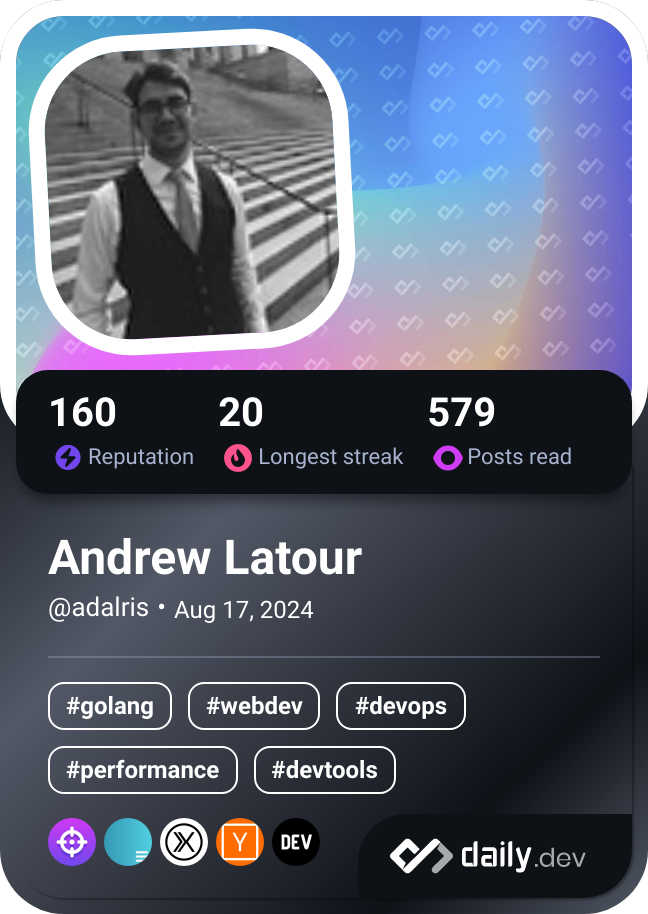 160 20 579
Reputation Longest streak Posts read
Andrew Latour
@adalris • Aug 17, 2024
#golang #webdev #devops
#performance #devtools
Y DEV daily.dev